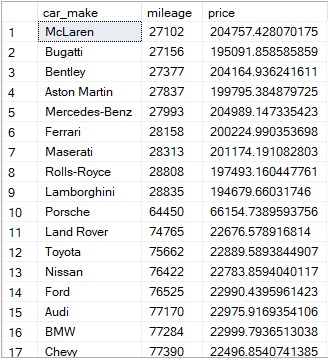 car_make mileage price
1 McLaren 27102 204757.428070175
2 Bugatti 27156 195091.858585859
3 Bentley 27377 204164.936241611
4 Aston Martin 27837 199795.384879725
5 Mercedes-Benz 27993 204989.147335423
6 Ferrari 28158 200224.990353698
7 Maserati 28313 201174.191082803
8 Rolls-Royce 28808 197493.160447761
9 Lamborghini 28835 194679.66031746
10 Porsche 64450 66154.7389593756
11 Land Rover 74765 22676.578916814
12 Toyota 75662 22889.5893844907
13 Nissan 76422 22783.8594040117
14 Ford 76525 22990.4395961423
15 Audi 77170 22975.9169354106
16 BMW 77284 22999.7936513038
17 Chevy 77390 22496.8540741385